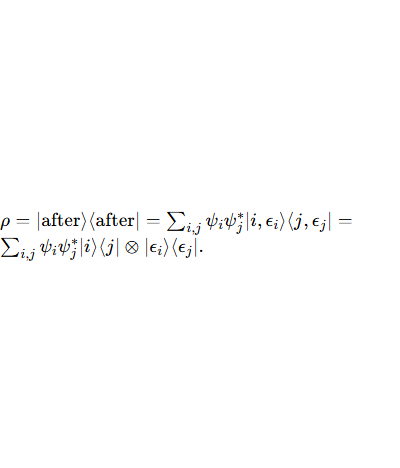 ρ = |after⟩⟨after| = ∑_{i,j} ψ_i ψ_j^* |i, ϵ_i⟩⟨j, ϵ_j| =
∑_{i,j} ψ_i ψ_j^* |i⟩⟨j| ⊗ |ϵ_i⟩⟨ϵ_j|.